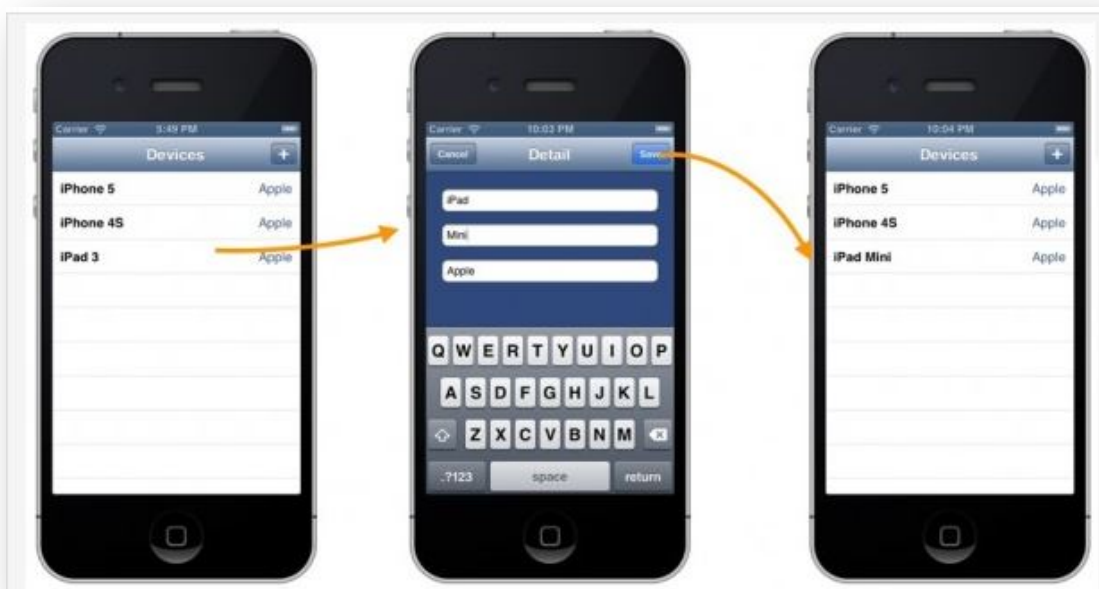 Carrier 9:49 PM
Devices +
iPhone 5 Apple
iPhone 4S Apple
iPad 3 Apple
Carrier 10:03 PM
Cancel Detail Save
iPad
Mini
Apple
Q W E R T Y U I O P
A S D F G H J K L
Z X C V B N M
.?123 space return
Carrier 10:04 PM
Devices +
iPhone 5 Apple
iPhone 4S Apple
iPad Mini Apple